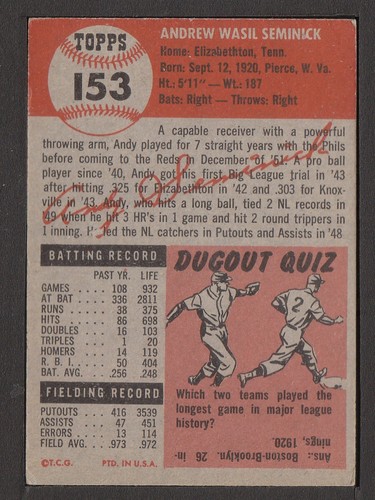 TOPPS
153
ANDREW WASIL SEMINICK
Home: Elizabethton, Tenn.
Born: Sept. 12, 1920, Pierce, W. Va.
Ht.: 5'11" — Wt.: 187
Bats: Right — Throws: Right
A capable receiver with a powerful
throwing arm, Andy played for 7 straight years with the Phils
before coming to the Reds in December of '51. A pro ball
player since '40, Andy had his first Big League trial in '43
after hitting .325 for Elizabethton in '42 and .303 for Knox-
ville in '43. Andy, who hits a long ball, tied 2 NL records in
'49 when he hit 3 HR's in 1 game and hit 2 round trippers in
1 inning. He led the NL catchers in Putouts and Assists in '48
Andy Seminick
BATTING RECORD
PAST YR. LIFE
GAMES . . . 108 932
AT BAT . . . 336 2811
RUNS . . . 38 375
HITS . . . 86 698
DOUBLES . . 16 103
TRIPLES . . . 1 20
HOMERS . . 14 119
R. B. I. . . . 50 404
BAT. AVG. . . .256 .248
FIELDING RECORD
PUTOUTS . . . 416 3539
ASSISTS . . . 47 451
ERRORS . . . 13 114
FIELD AVG. . .973 .972
©T.C.G. PTD. IN U.S.A.
DUGOUT QUIZ
2
Which two teams played the
longest game in major league
history?
Ans.: Boston-Brooklyn. 26 in-
nings, 1920.